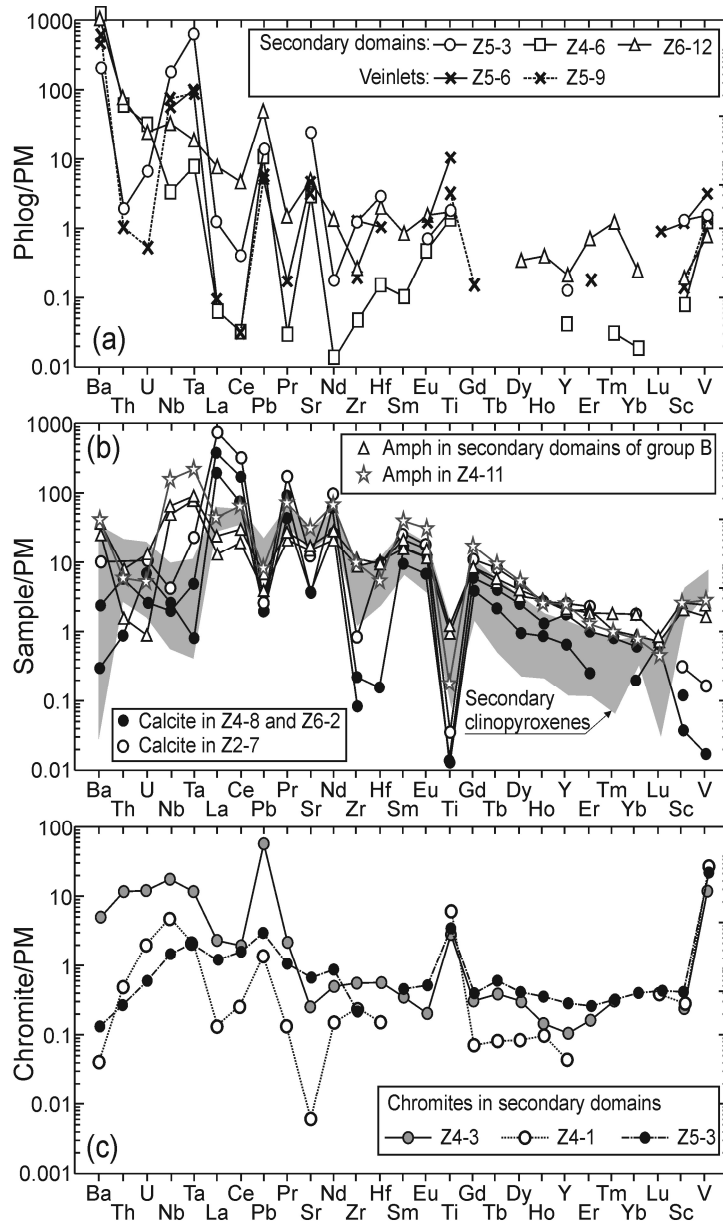 1000
100
10
1
0.1
0.01
Phlog/PM
(a)
Secondary domains: Z5-3 Z4-6 Z6-12
Veinlets: Z5-6 Z5-9
Ba U Ta Ce Pr Nd Hf Eu Gd Dy Y Tm Lu V
Th Nb La Pb Sr Zr Sm Ti Tb Ho Er Yb Sc
1000
100
10
1
0.1
0.01
Sample/PM
(b)
Amph in secondary domains of group B
Amph in Z4-11
Secondary
clinopyroxenes
Calcite in Z4-8 and Z6-2
Calcite in Z2-7
Ba U Ta Ce Pr Nd Hf Eu Gd Dy Y Tm Lu V
Th Nb La Pb Sr Zr Sm Ti Tb Ho Er Yb Sc
100
10
1
0.1
0.01
0.001
Chromite/PM
(c)
Chromites in secondary domains
Z4-3 Z4-1 Z5-3
Ba U Ta Ce Pr Nd Hf Eu Gd Dy Y Tm Lu V
Th Nb La Pb Sr Zr Sm Ti Tb Ho Er Yb Sc